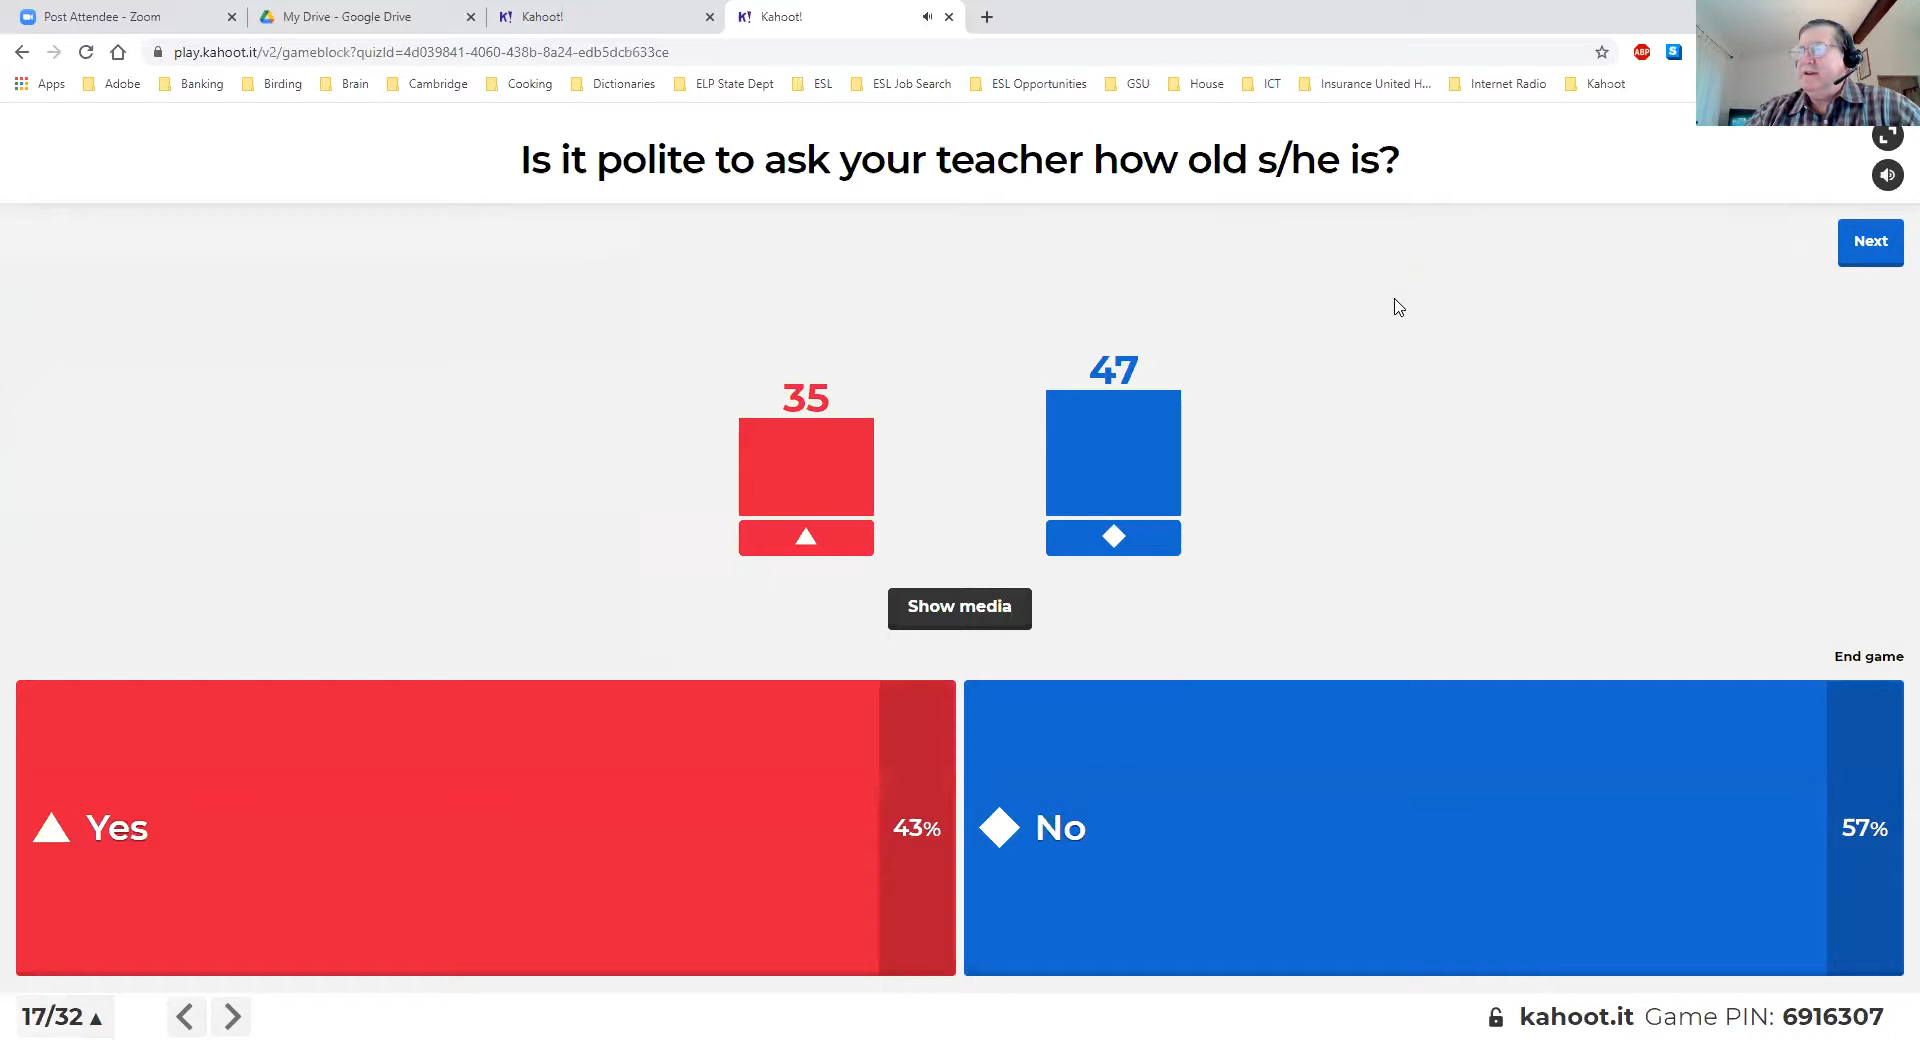 Post Attendee - Zoom
My Drive - Google Drive
K! Kahoot!
K! Kahoot!
play.kahoot.it/v2/gameblock?quizId=4d039841-4060-438b-8a24-edb5dcb633ce
ABP
S
Apps Adobe Banking Birding Brain Cambridge Cooking Dictionaries ELP State Dept ESL ESL Job Search ESL Opportunities GSU House ICT Insurance United H... Internet Radio Kahoot
Is it polite to ask your teacher how old s/he is?
Next
35
47
Show media
End game
Yes 43%
No 57%
17/32
kahoot.it Game PIN: 6916307